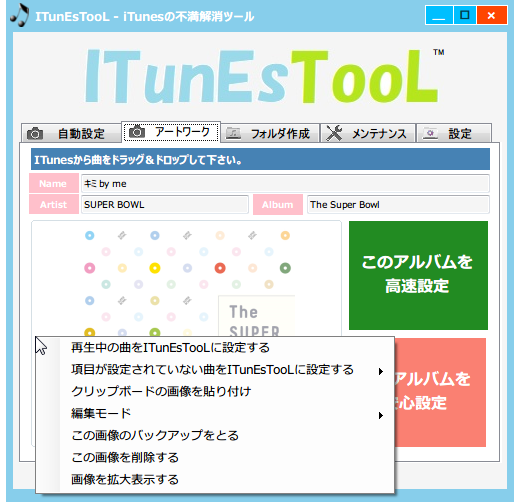 ITunEsTooL - iTunesの不満解消ツール
ITunEsTooL™
自動設定
アートワーク
フォルダ作成
メンテナンス
設定
ITunesから曲をドラッグ＆ドロップして下さい。
Name
キミ by me
Artist
SUPER BOWL
Album
The Super Bowl
このアルバムを
高速設定
The
SUPER
アルバムを
心設定
再生中の曲をITunEsTooLに設定する
項目が設定されていない曲をITunEsTooLに設定する
クリップボードの画像を貼り付け
編集モード
この画像のバックアップをとる
この画像を削除する
画像を拡大表示する